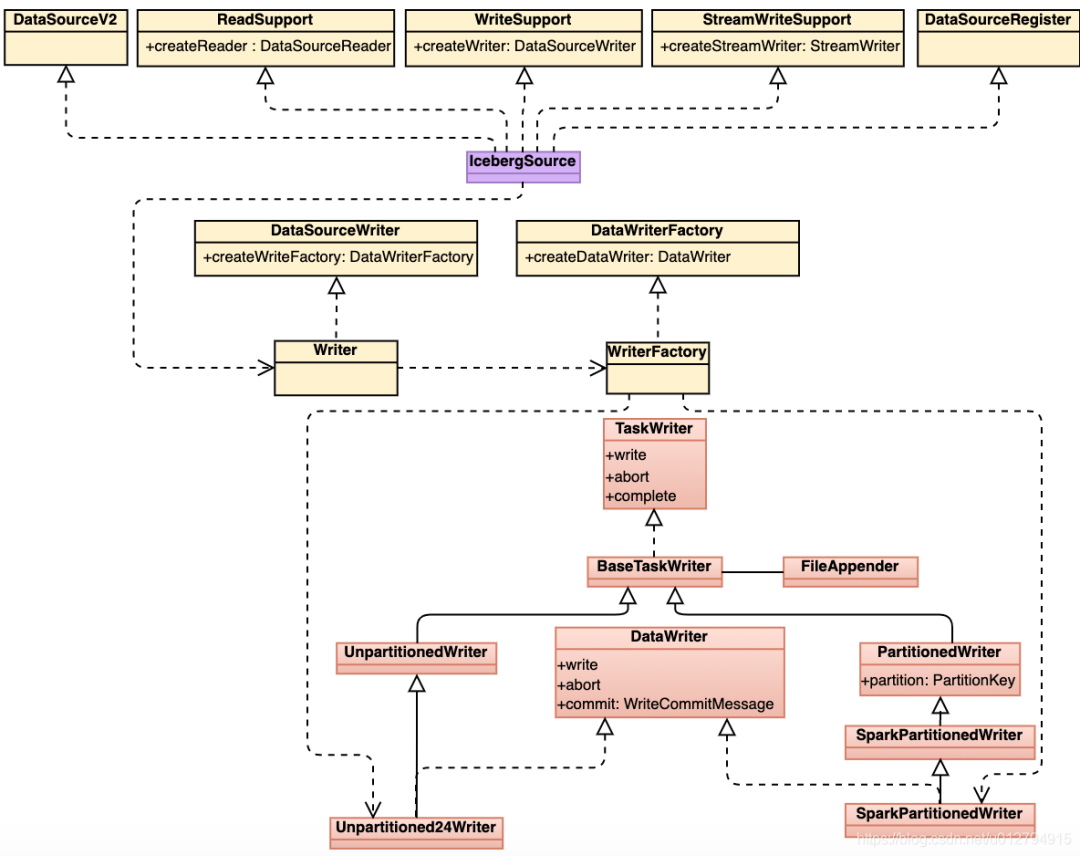 DataSourceV2
ReadSupport
+createReader : DataSourceReader
WriteSupport
+createWriter: DataSourceWriter
StreamWriteSupport
+createStreamWriter: StreamWriter
DataSourceRegister
IcebergSource
DataSourceWriter
+createWriteFactory: DataWriterFactory
DataWriterFactory
+createDataWriter: DataWriter
Writer
WriterFactory
TaskWriter
+write
+abort
+complete
BaseTaskWriter
FileAppender
UnpartitionedWriter
DataWriter
+write
+abort
+commit: WriteCommitMessage
PartitionedWriter
+partition: PartitionKey
SparkPartitionedWriter
Unpartitioned24Writer
SparkPartitionedWriter
https://blog.csdn.net/u012794915